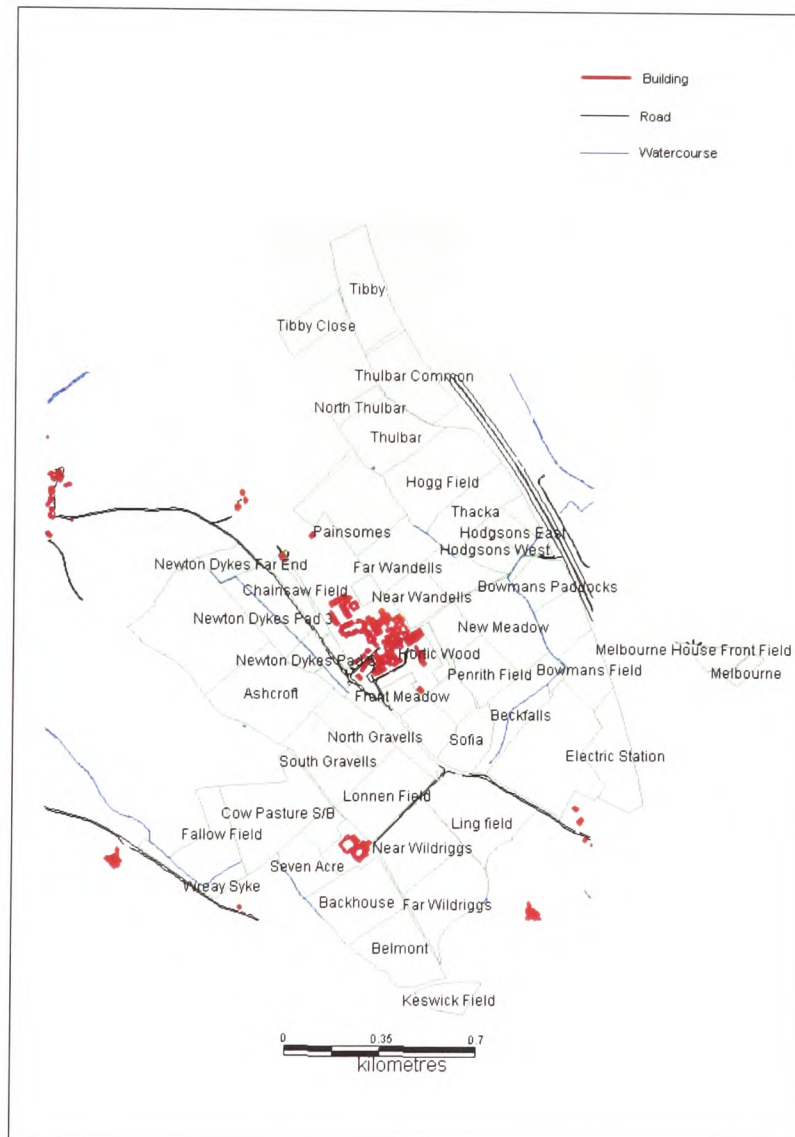 Building
Road
Watercourse
Tibby
Tibby Close
Thulbar Common
North Thulbar
Thulbar
Hogg Field
Thacka
Hodgsons East
Painsomes
Hodgsons West
Newton Dykes Far End
Far Wandells
Chainsaw Field
Bowmans Paddocks
Near Wandells
Newton Dykes Pad 3
New Meadow
Melbourne House Front Field
Hortic Wood
Newton Dykes Pad
Penrith Field
Bowmans Field
Melbourne
Ashcroft
Front Meadow
Beckfalls
North Gravells
Sofia
South Gravells
Electric Station
Lonnen Field
Cow Pasture S/B
Ling field
Fallow Field
Near Wildriggs
Seven Acre
Wreay Syke
Backhouse
Far Wildriggs
Belmont
Keswick Field
0 0.35 0.7
kilometres